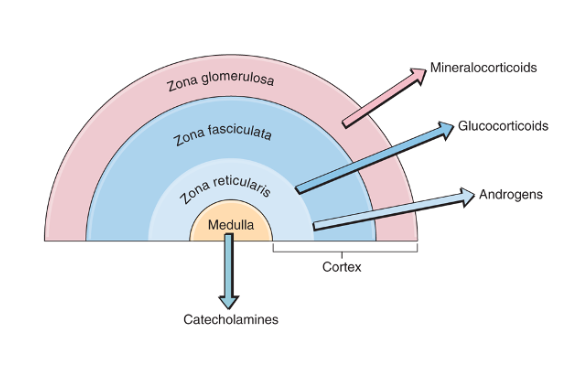 Zona glomerulosa
Mineralocorticoids
Zona fasciculata
Glucocorticoids
Zona reticularis
Androgens
Medulla
Cortex
Catecholamines